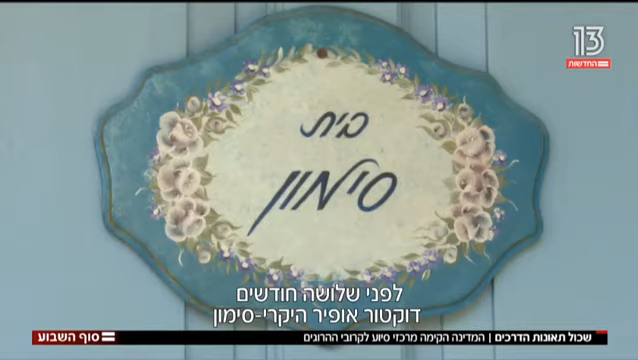 13
החדשות
בית
סימון
לפני שלושה חודשים
דוקטור אופיר היקרי-סימון
שכול תאונות הדרכים | המדינה הקימה מרכזי סיוע לקרובי ההרוגים
סוף השבוע